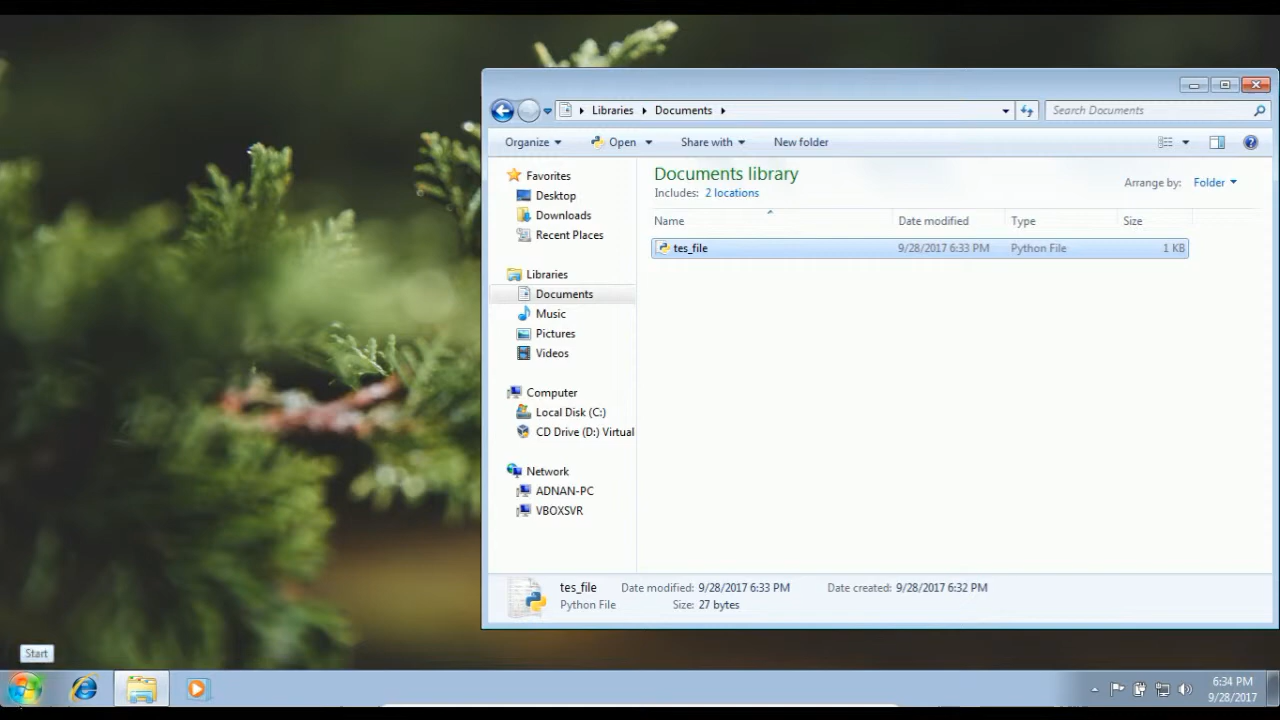 Libraries Documents Search Documents
Organize Open Share with New folder
Documents library
Includes: 2 locations
Arrange by: Folder
Name Date modified Type Size
tes_file 9/28/2017 6:33 PM Python File 1 KB
Favorites
Desktop
Downloads
Recent Places
Libraries
Documents
Music
Pictures
Videos
Computer
Local Disk (C:)
CD Drive (D:) Virtual
Network
ADNAN-PC
VBOXSVR
tes_file Date modified: 9/28/2017 6:33 PM Date created: 9/28/2017 6:32 PM
Python File Size: 27 bytes
Start
6:34 PM
9/28/2017